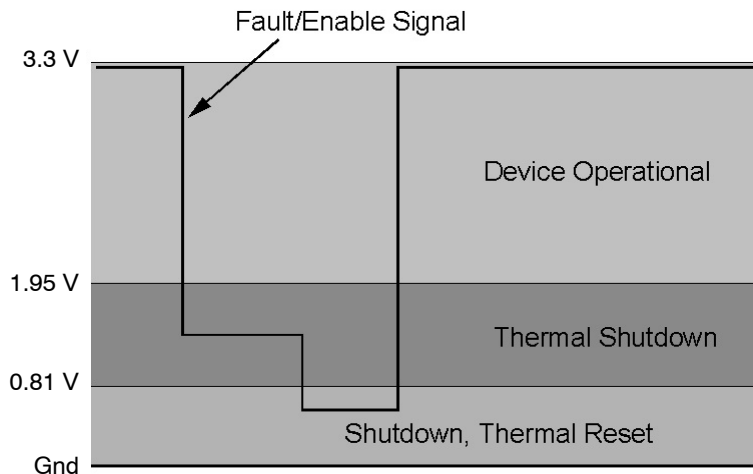 Fault/Enable Signal
3.3 V
Device Operational
1.95 V
Thermal Shutdown
0.81 V
Shutdown, Thermal Reset
Gnd